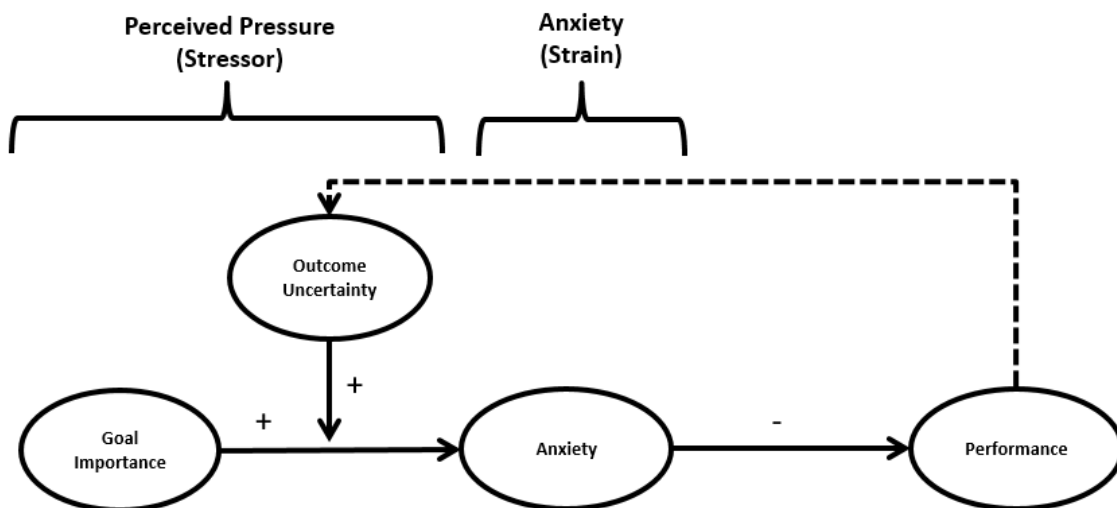 Perceived Pressure
(Stressor)
Anxiety
(Strain)
Outcome
Uncertainty
+
+
Goal
Importance
Anxiety
-
Performance